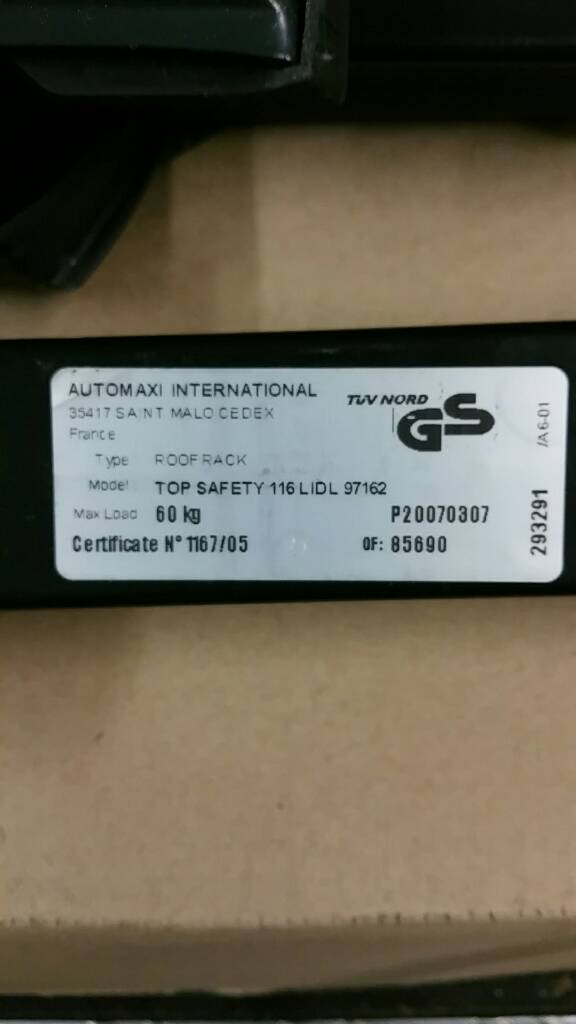 AUTOMAXI INTERNATIONAL
35417 SAINT MALO CEDEX
France
TÜV NORD
GS
Type ROOF RACK
Model TOP SAFETY 116 LIDL 97162
Max Load 60 kg
P20070307
Certificate N° 1167/05
OF: 85690
293291
/A6-01